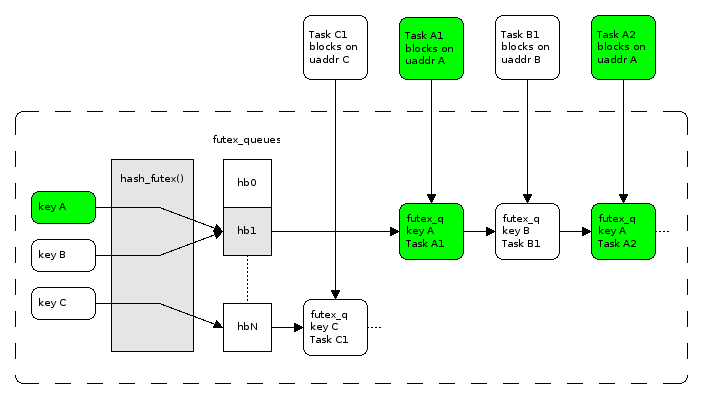 Task C1
blocks on
uaddr C
Task A1
blocks on
uaddr A
Task B1
blocks on
uaddr B
Task A2
blocks on
uaddr A
futex_queues
hash_futex()
hb0
key A
hb1
futex_q
key A
Task A1
futex_q
key B
Task B1
futex_q
key A
Task A2
key B
key C
hbN
futex_q
key C
Task C1